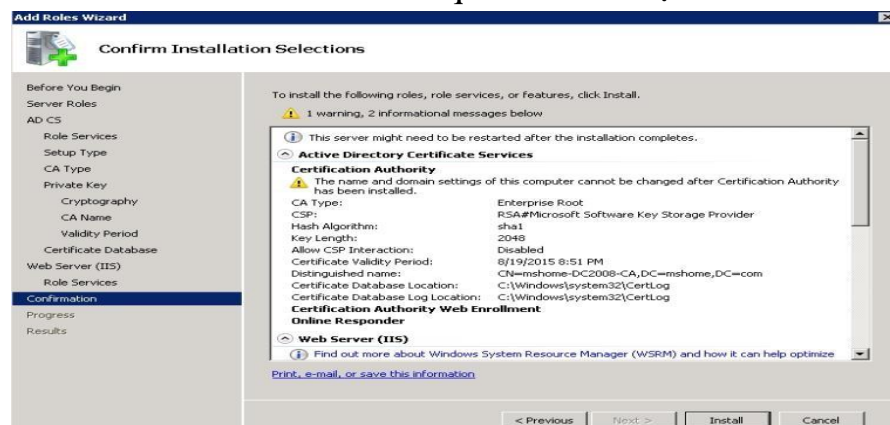 Add Roles Wizard
Confirm Installation Selections
Before You Begin
Server Roles
AD CS
Role Services
Setup Type
CA Type
Private Key
Cryptography
CA Name
Validity Period
Certificate Database
Web Server (IIS)
Role Services
Confirmation
Progress
Results
To install the following roles, role services, or features, click Install.
1 warning, 2 informational messages below
This server might need to be restarted after the installation completes.
Active Directory Certificate Services
Certification Authority
The name and domain settings of this computer cannot be changed after Certification Authority
has been installed.
CA Type: Enterprise Root
CSP: RSA#Microsoft Software Key Storage Provider
Hash Algorithm: sha1
Key Length: 2048
Allow CSP Interaction: Disabled
Certificate Validity Period: 8/19/2015 8:51 PM
Distinguished name: CN=mshome-DC2008-CA,DC=mshome,DC=com
Certificate Database Location: C:\Windows\system32\CertLog
Certificate Database Log Location: C:\Windows\system32\CertLog
Certification Authority Web Enrollment
Online Responder
Web Server (IIS)
Find out more about Windows System Resource Manager (WSRM) and how it can help optimize
Print, e-mail, or save this information
< Previous Next > Install Cancel